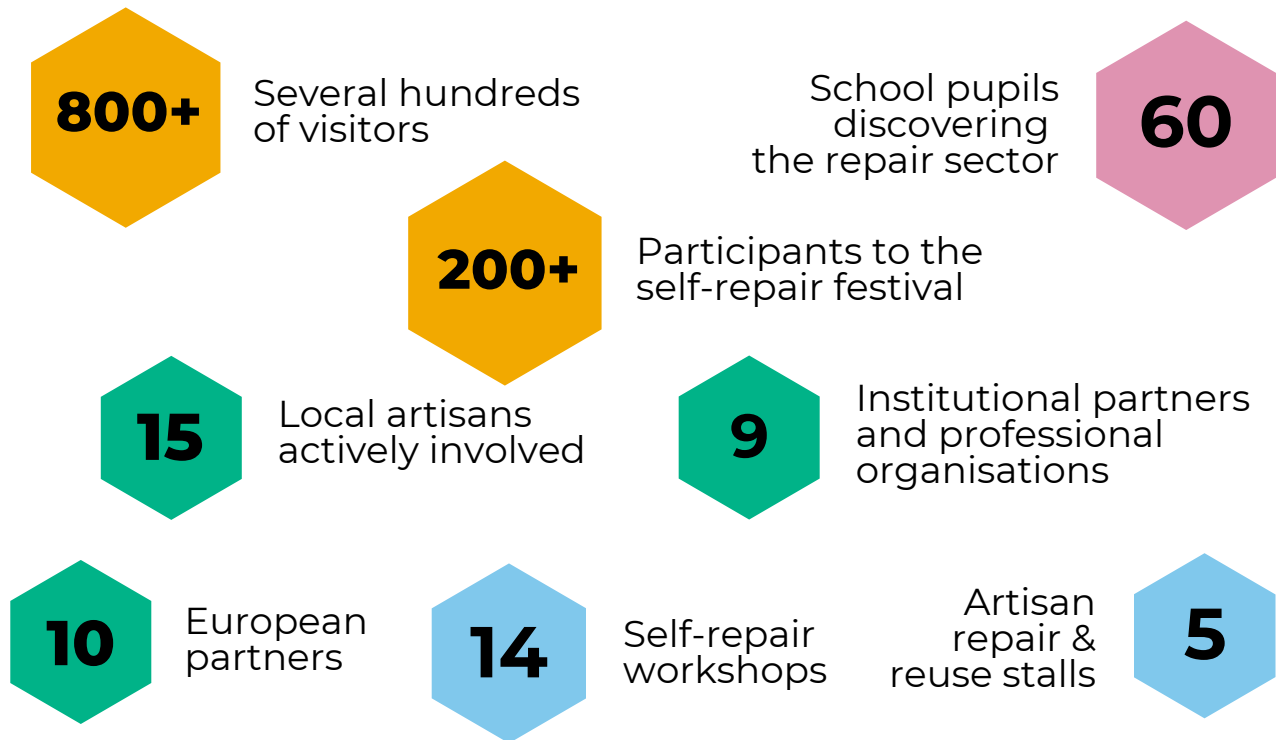 800+
Several hundreds
of visitors
School pupils
discovering
the repair sector
60
200+
Participants to the
self-repair festival
15
Local artisans
actively involved
9
Institutional partners
and professional
organisations
10
European
partners
14
Self-repair
workshops
Artisan
repair &
reuse stalls
5